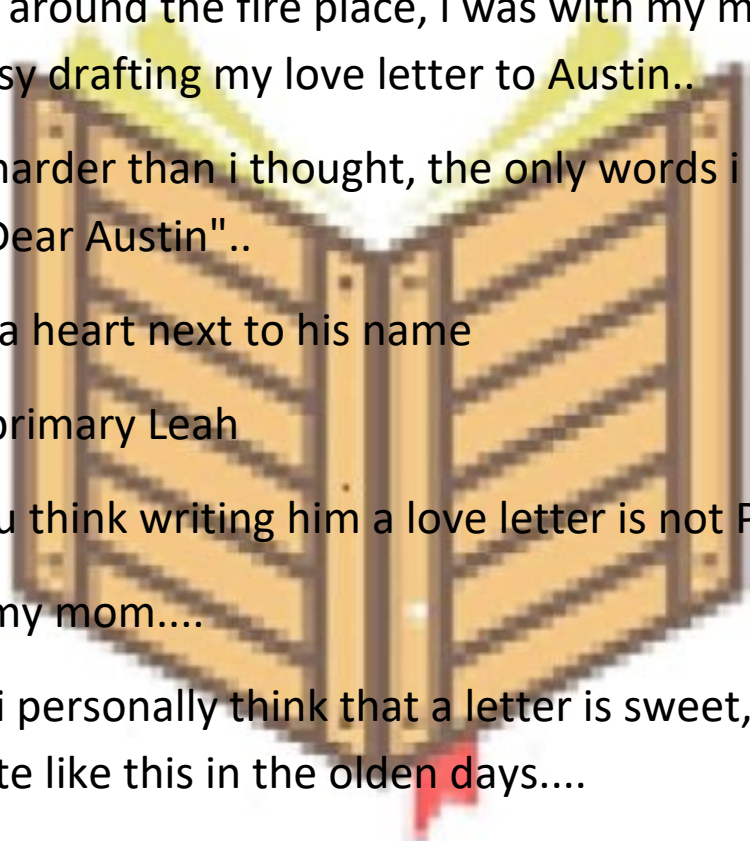 around the fire place, i was with my m
sy drafting my love letter to Austin..
harder than i thought, the only words i
Dear Austin"..
a heart next to his name
primary Leah
u think writing him a love letter is not P
my mom....
i personally think that a letter is sweet,
te like this in the olden days....